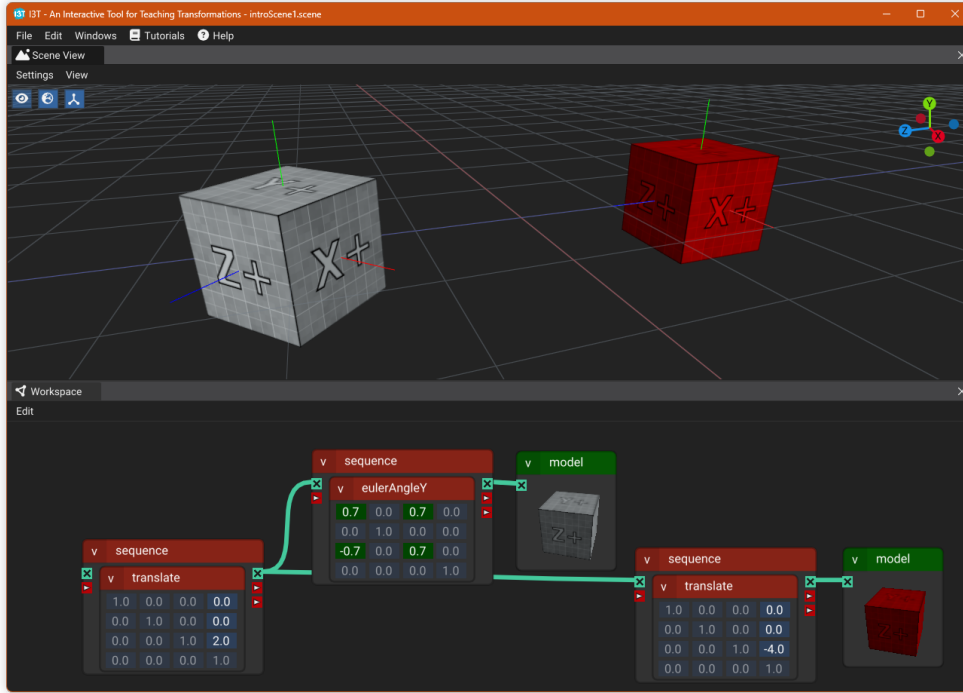 I3T I3T - An Interactive Tool for Teaching Transformations - introScene1.scene
File Edit Windows Tutorials Help
Scene View
Settings View
Y
Z
X
Y+
Z+ X+
Z+ X+
Workspace
Edit
v sequence
v eulerAngleY
0.7 0.0 0.7 0.0
0.0 1.0 0.0 0.0
-0.7 0.0 0.7 0.0
0.0 0.0 0.0 1.0
v model
Y+
Z+
v sequence
v translate
1.0 0.0 0.0 0.0
0.0 1.0 0.0 0.0
0.0 0.0 1.0 2.0
0.0 0.0 0.0 1.0
v sequence
v translate
1.0 0.0 0.0 0.0
0.0 1.0 0.0 0.0
0.0 0.0 1.0 -4.0
0.0 0.0 0.0 1.0
v model
Z+